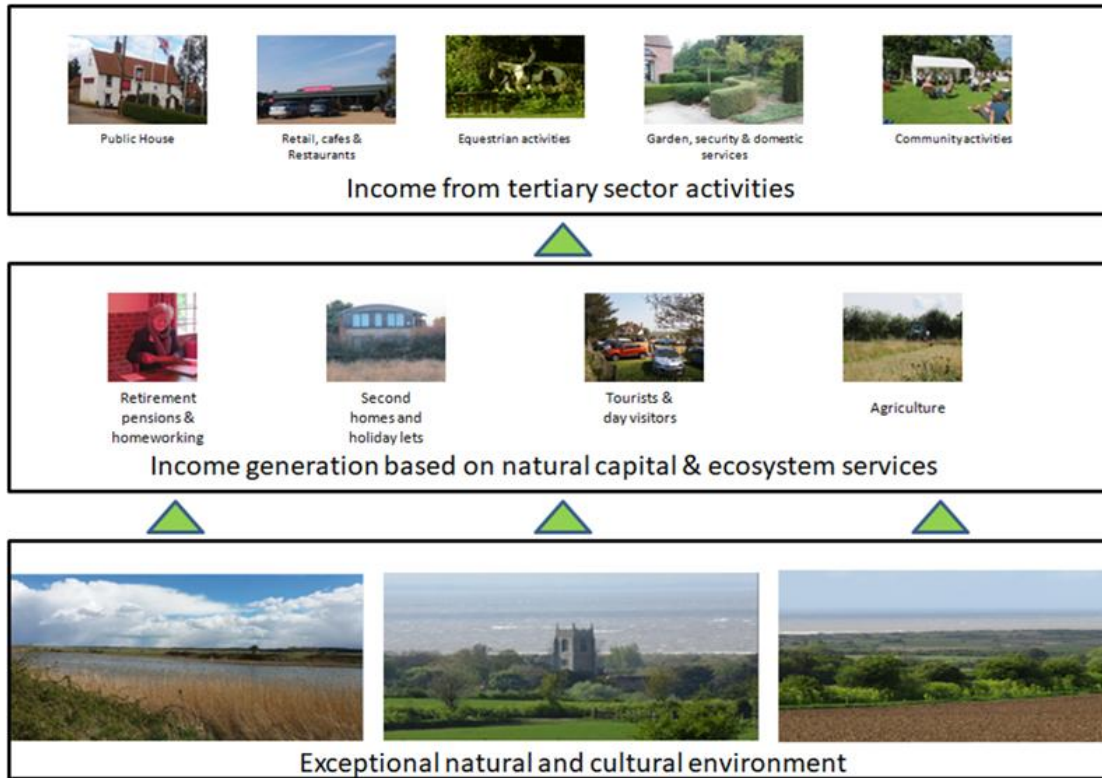 Public House
Retail, cafes &
Restaurants
Equestrian activities
Garden, security & domestic
services
Community activities
Income from tertiary sector activities
Retirement
pensions &
homeworking
Second
homes and
holiday lets
Tourists &
day visitors
Agriculture
Income generation based on natural capital & ecosystem services
Exceptional natural and cultural environment